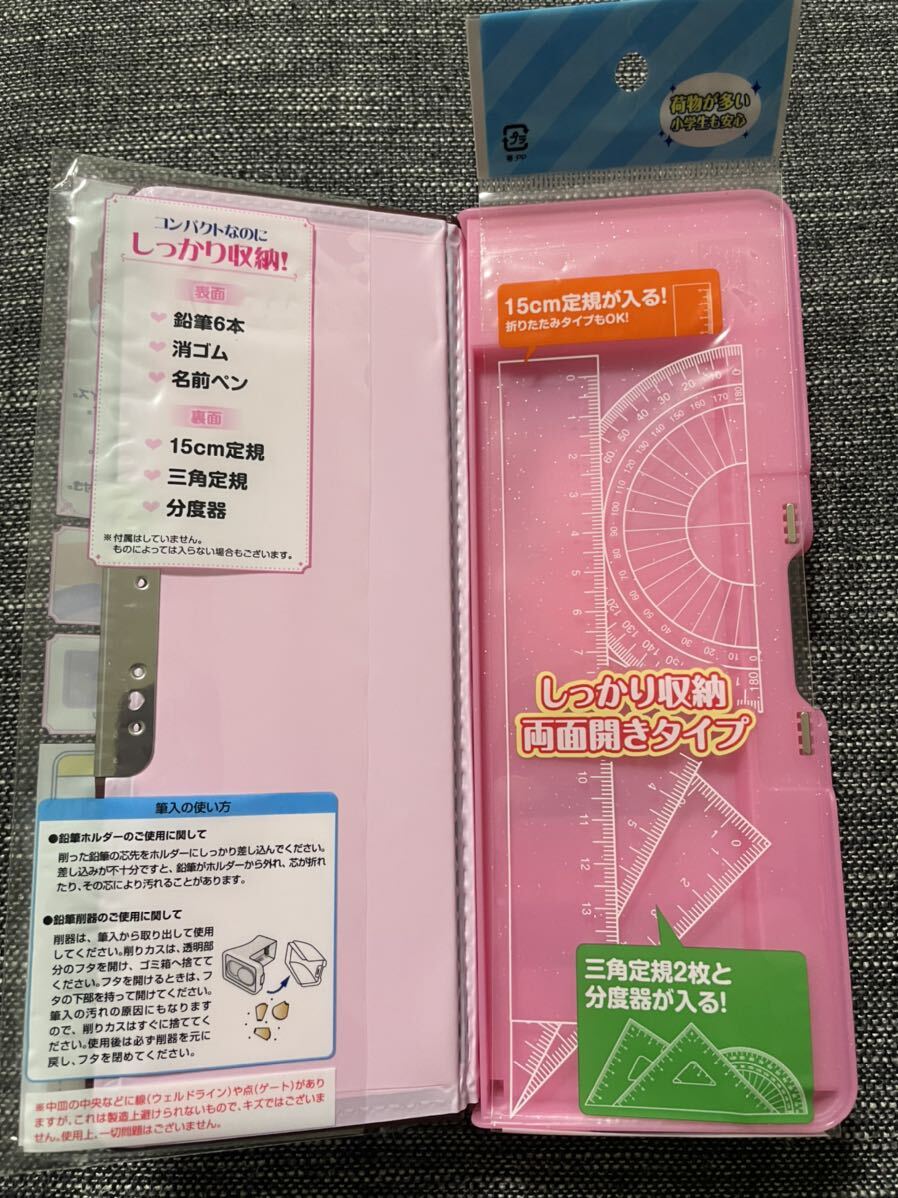 荷物が多い
小学生も安心
プラ
袋:PP
コンパクトなのに
しっかり収納!
表面
鉛筆6本
消ゴム
名前ペン
裏面
15cm定規
三角定規
分度器
※付属はしていません。
ものによっては入らない場合もございます。
15cm定規が入る!
折りたたみタイプもOK!
しっかり収納
両面開きタイプ
三角定規2枚と
分度器が入る!
筆入の使い方
●鉛筆ホルダーのご使用に関して
削った鉛筆の芯先をホルダーにしっかり差し込んでください。
差し込みが不十分ですと、鉛筆がホルダーから外れ、芯が折れ
たり、その芯により汚れることがあります。
●鉛筆削器のご使用に関して
削器は、筆入から取り出して使用
してください。削りカスは、透明部
分のフタを開け、ゴミ箱へ捨てて
ください。フタを開けるときは、フ
タの下部を持って開けてください。
筆入の汚れの原因にもなります
ので、削りカスはすぐに捨ててく
ださい。使用後は必ず削器を元に
戻し、フタを閉めてください。
※中皿の中央などに線(ウェルドライン)や点(ゲート)があり
ますが、これは製造上避けられないもので、キズではございま
せん。使用上、一切問題はございません。